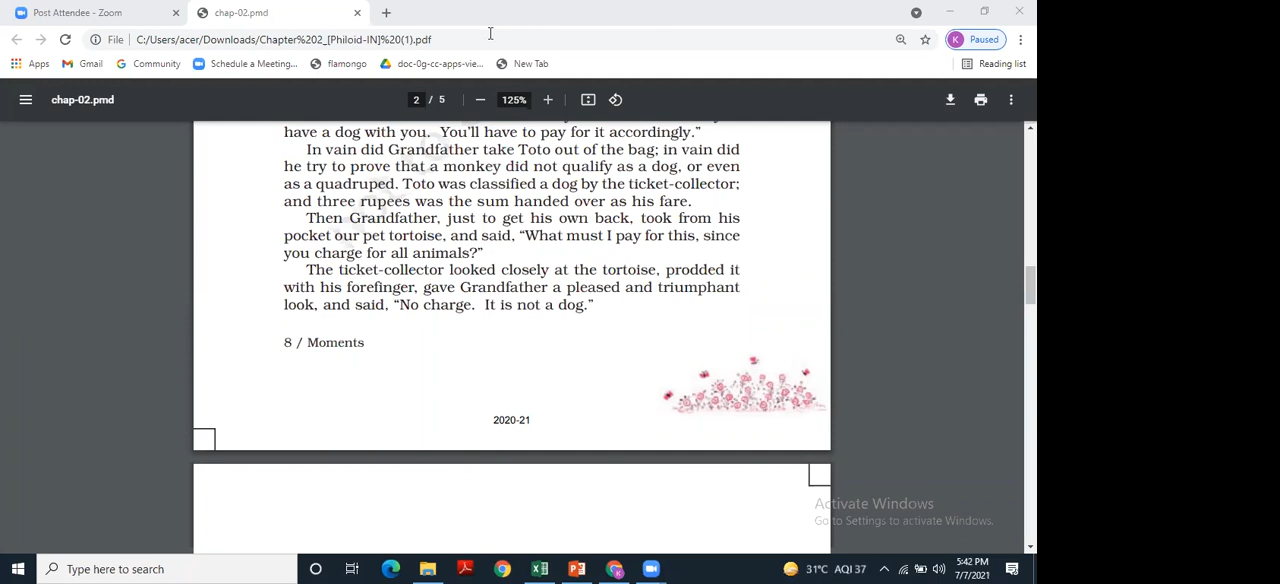 Post Attendee - Zoom
chap-02.pmd
File C:/Users/acer/Downloads/Chapter%202_[Philoid-IN]%20(1).pdf
K Paused
Apps Gmail Community Schedule a Meeting... flamongo doc-0g-cc-apps-vie... New Tab Reading list
chap-02.pmd 2 / 5 125%
have a dog with you. You'll have to pay for it accordingly.”
In vain did Grandfather take Toto out of the bag; in vain did
he try to prove that a monkey did not qualify as a dog, or even
as a quadruped. Toto was classified a dog by the ticket-collector;
and three rupees was the sum handed over as his fare.
Then Grandfather, just to get his own back, took from his
pocket our pet tortoise, and said, “What must I pay for this, since
you charge for all animals?”
The ticket-collector looked closely at the tortoise, prodded it
with his forefinger, gave Grandfather a pleased and triumphant
look, and said, “No charge. It is not a dog.”
8 / Moments
2020-21
Activate Windows
Go to Settings to activate Windows.
Type here to search
31°C AQI 37
5:42 PM
7/7/2021